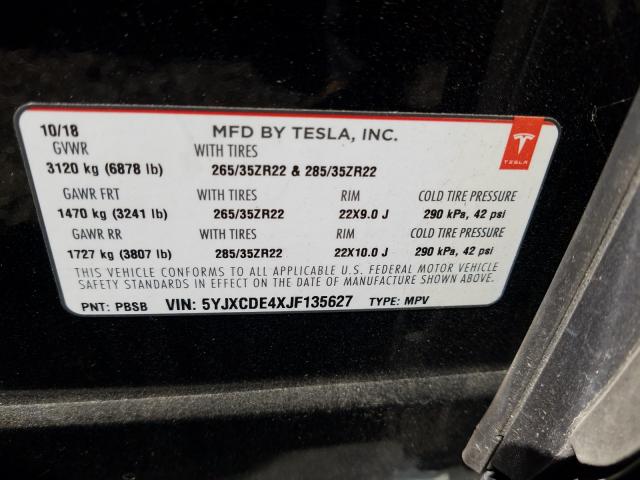 10/18 MFD BY TESLA, INC.
GVWR WITH TIRES
3120 kg (6878 lb) 265/35ZR22 & 285/35ZR22
TESLA
GAWR FRT WITH TIRES RIM COLD TIRE PRESSURE
1470 kg (3241 lb) 265/35ZR22 22X9.0 J 290 kPa, 42 psi
GAWR RR WITH TIRES RIM COLD TIRE PRESSURE
1727 kg (3807 lb) 285/35ZR22 22X10.0 J 290 kPa, 42 psi
THIS VEHICLE CONFORMS TO ALL APPLICABLE U.S. FEDERAL MOTOR VEHICLE
SAFETY STANDARDS IN EFFECT ON THE DATE OF MANUFACTURE SHOWN ABOVE.
PNT: PBSB VIN: 5YJXCDE4XJF135627 TYPE: MPV